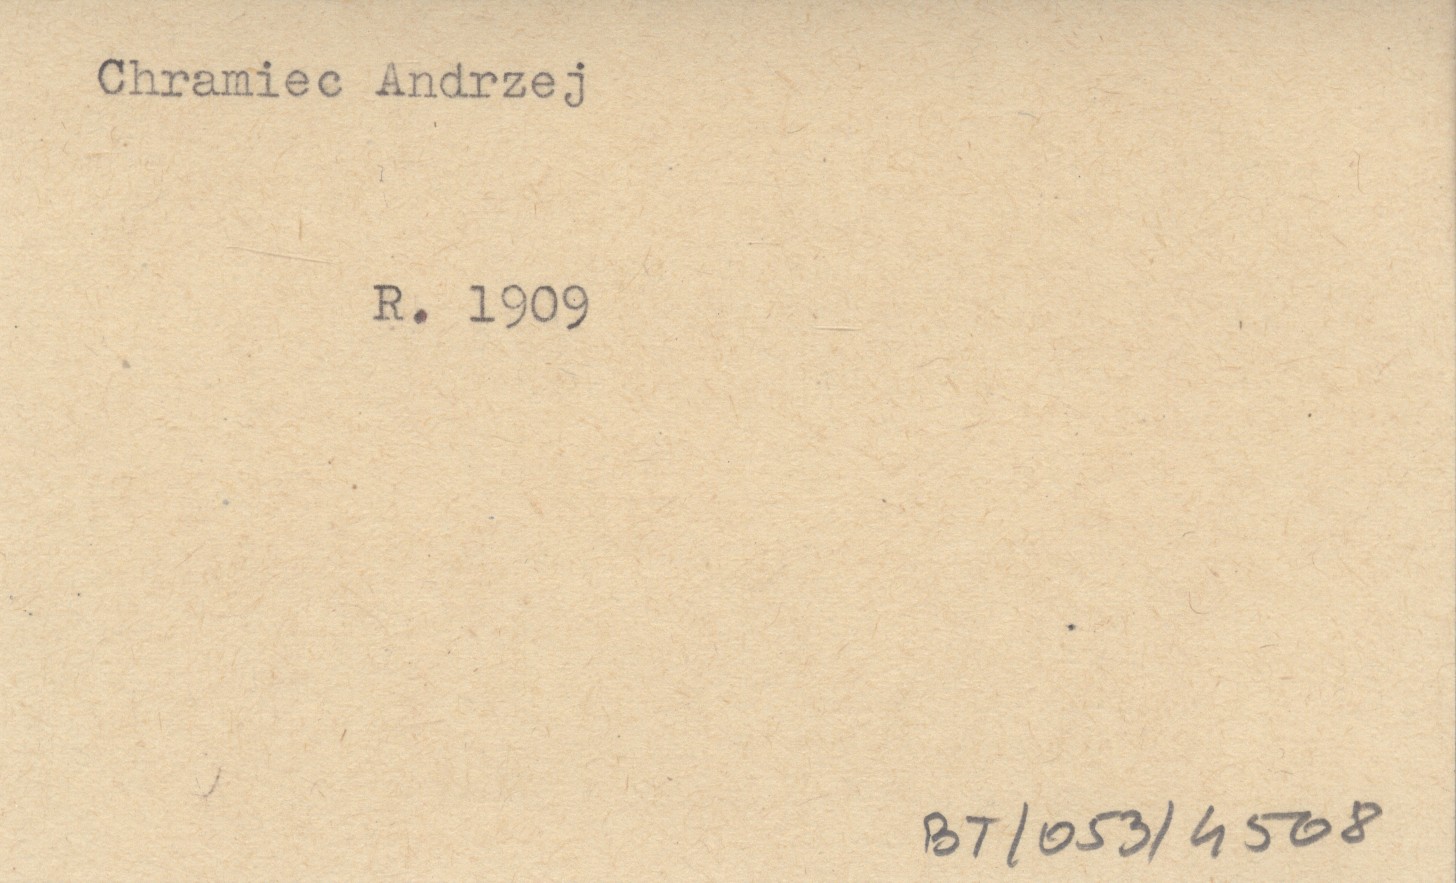 Chramiec Andrzej
R. 1909
BT/053/4508